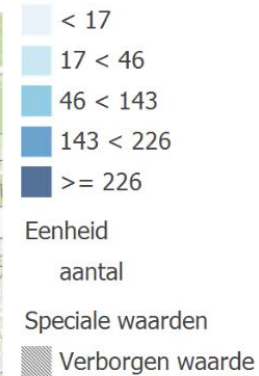 < 17
17 < 46
46 < 143
143 < 226
>= 226
Eenheid
aantal
Speciale waarden
Verborgen waarde